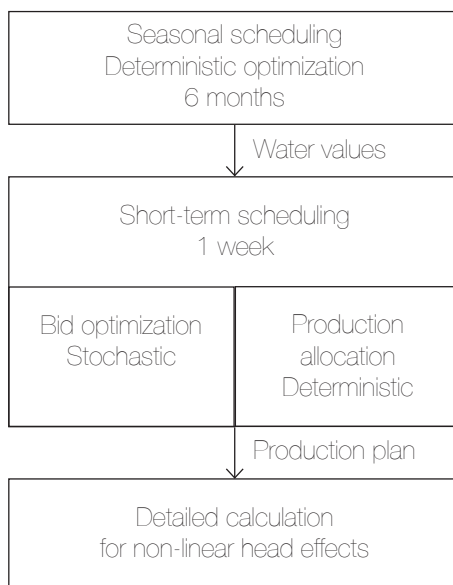 Seasonal scheduling
Deterministic optimization
6 months
Water values
Short-term scheduling
1 week
Bid optimization
Stochastic
Production
allocation
Deterministic
Production plan
Detailed calculation
for non-linear head effects